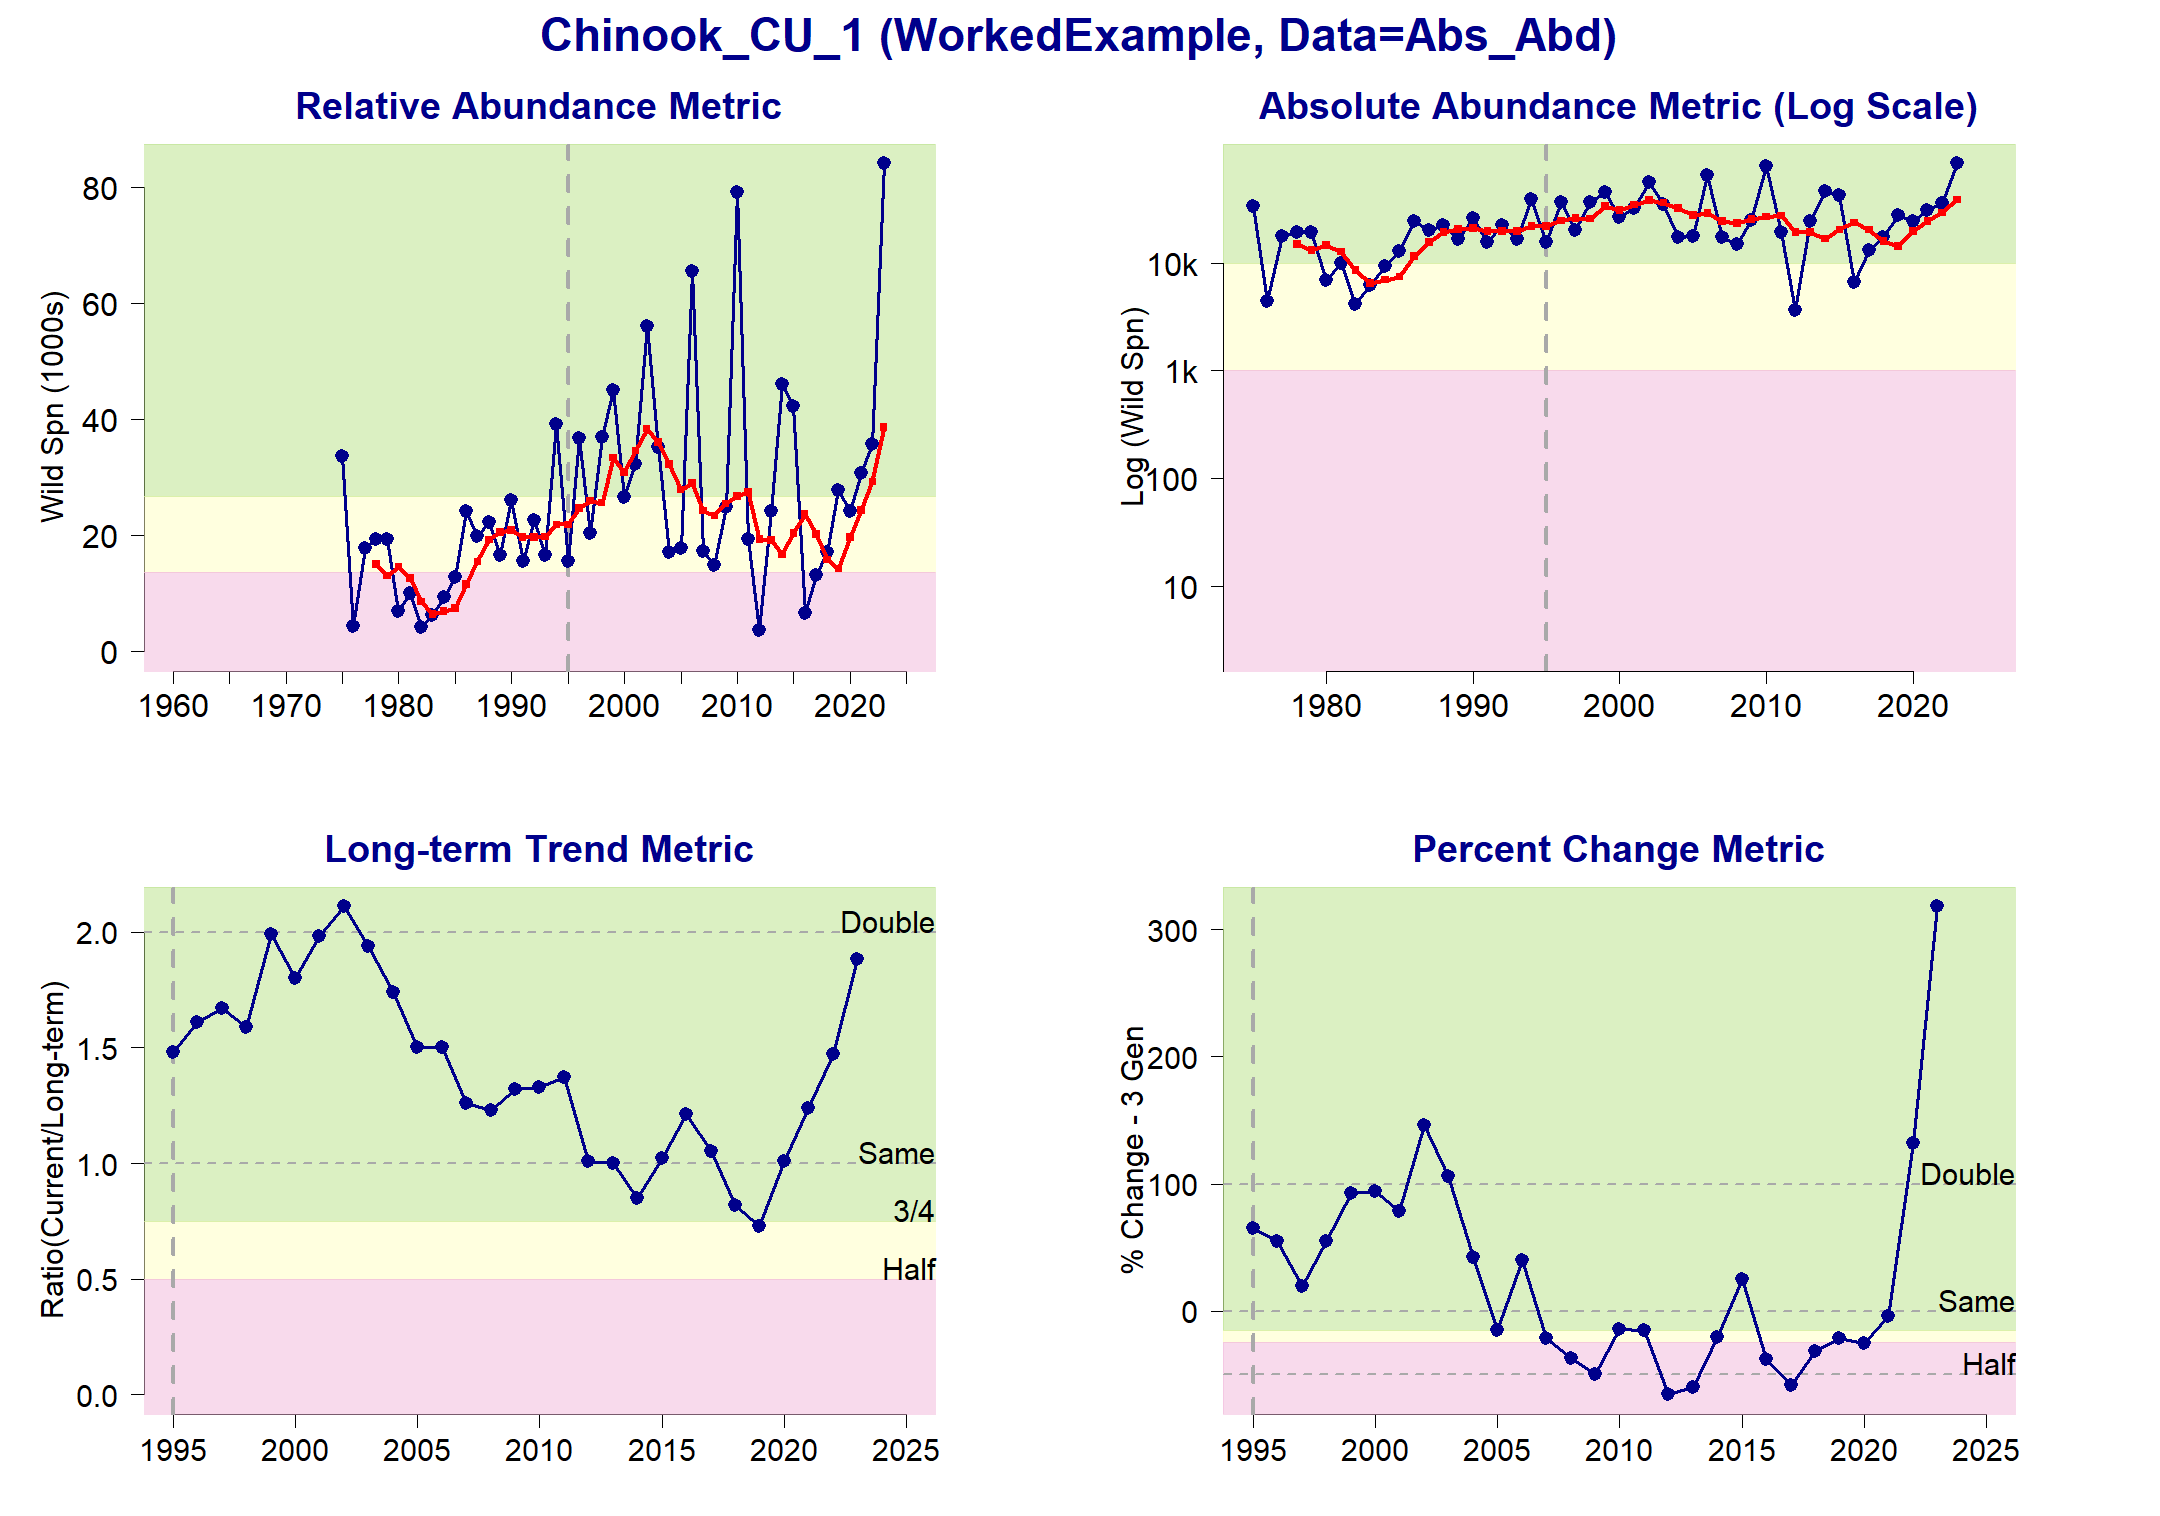 Chinook_CU_1 (WorkedExample, Data=Abs_Abd)
Relative Abundance Metric
Wild Spn (1000s)
80
60
40
20
0
1960 1970 1980 1990 2000 2010 2020
Absolute Abundance Metric (Log Scale)
Log (Wild Spn)
10k
1k
100
10
1980 1990 2000 2010 2020
Long-term Trend Metric
Ratio(Current/Long-term)
2.0
1.5
1.0
0.5
0.0
Double
Same
3/4
Half
1995 2000 2005 2010 2015 2020 2025
Percent Change Metric
% Change - 3 Gen
300
200
100
0
Double
Same
Half
1995 2000 2005 2010 2015 2020 2025